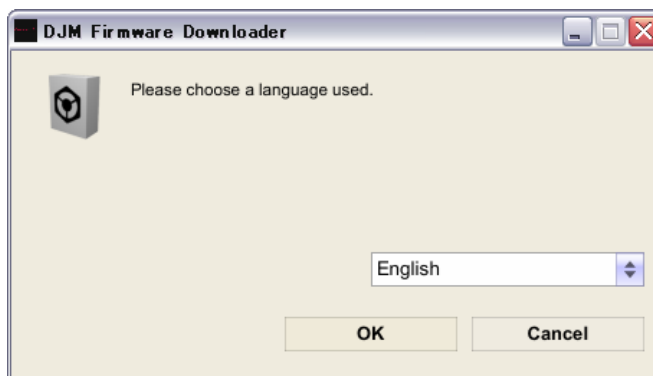 DJM Firmware Downloader
Please choose a language used.
English
OK Cancel